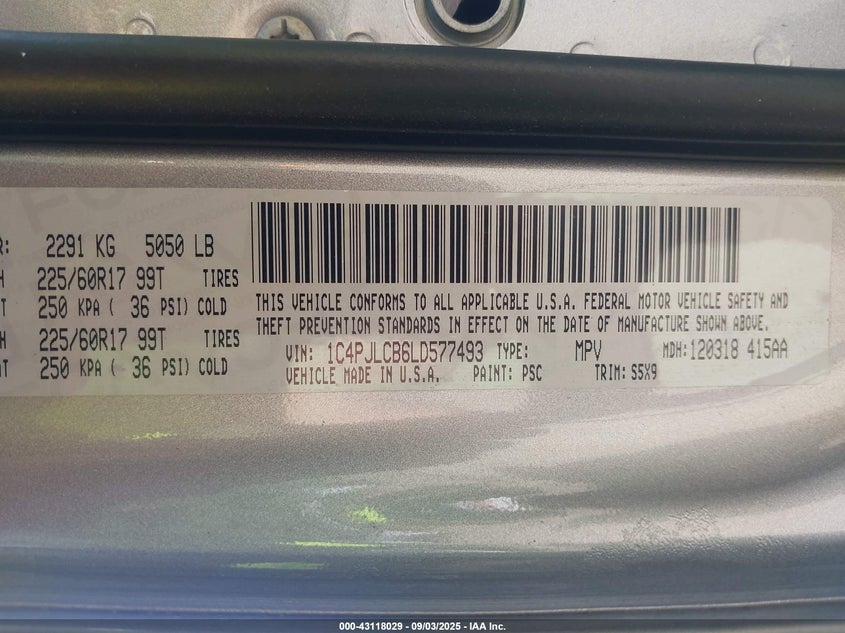 R: 2291 KG 5050 LB
H 225/60R17 99T TIRES
T 250 KPA ( 36 PSI) COLD
H 225/60R17 99T TIRES
AT 250 KPA ( 36 PSI) COLD
THIS VEHICLE CONFORMS TO ALL APPLICABLE U.S.A. FEDERAL MOTOR VEHICLE SAFETY AND
THEFT PREVENTION STANDARDS IN EFFECT ON THE DATE OF MANUFACTURE SHOWN ABOVE.
VIN: 1C4PJLCB6LD577493 TYPE: MPV MDH:120318 415AA
VEHICLE MADE IN U.S.A. PAINT: PSC TRIM: S5X9
000-43118029 - 09/03/2025 - IAA Inc.